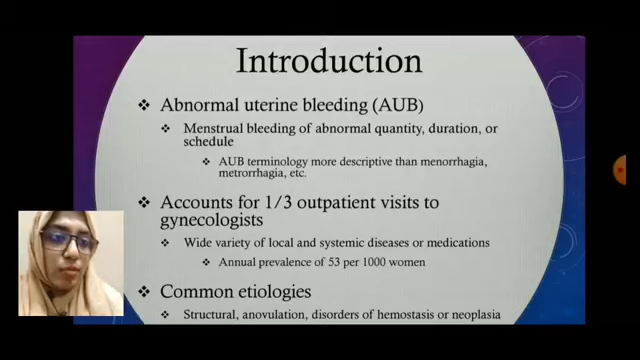 Introduction
Abnormal uterine bleeding (AUB)
Menstrual bleeding of abnormal quantity, duration, or
schedule
AUB terminology more descriptive than menorrhagia,
metrorrhagia, etc.
Accounts for 1/3 outpatient visits to
gynecologists
Wide variety of local and systemic diseases or medications
Annual prevalence of 53 per 1000 women
Common etiologies
Structural, anovulation, disorders of hemostasis or neoplasia